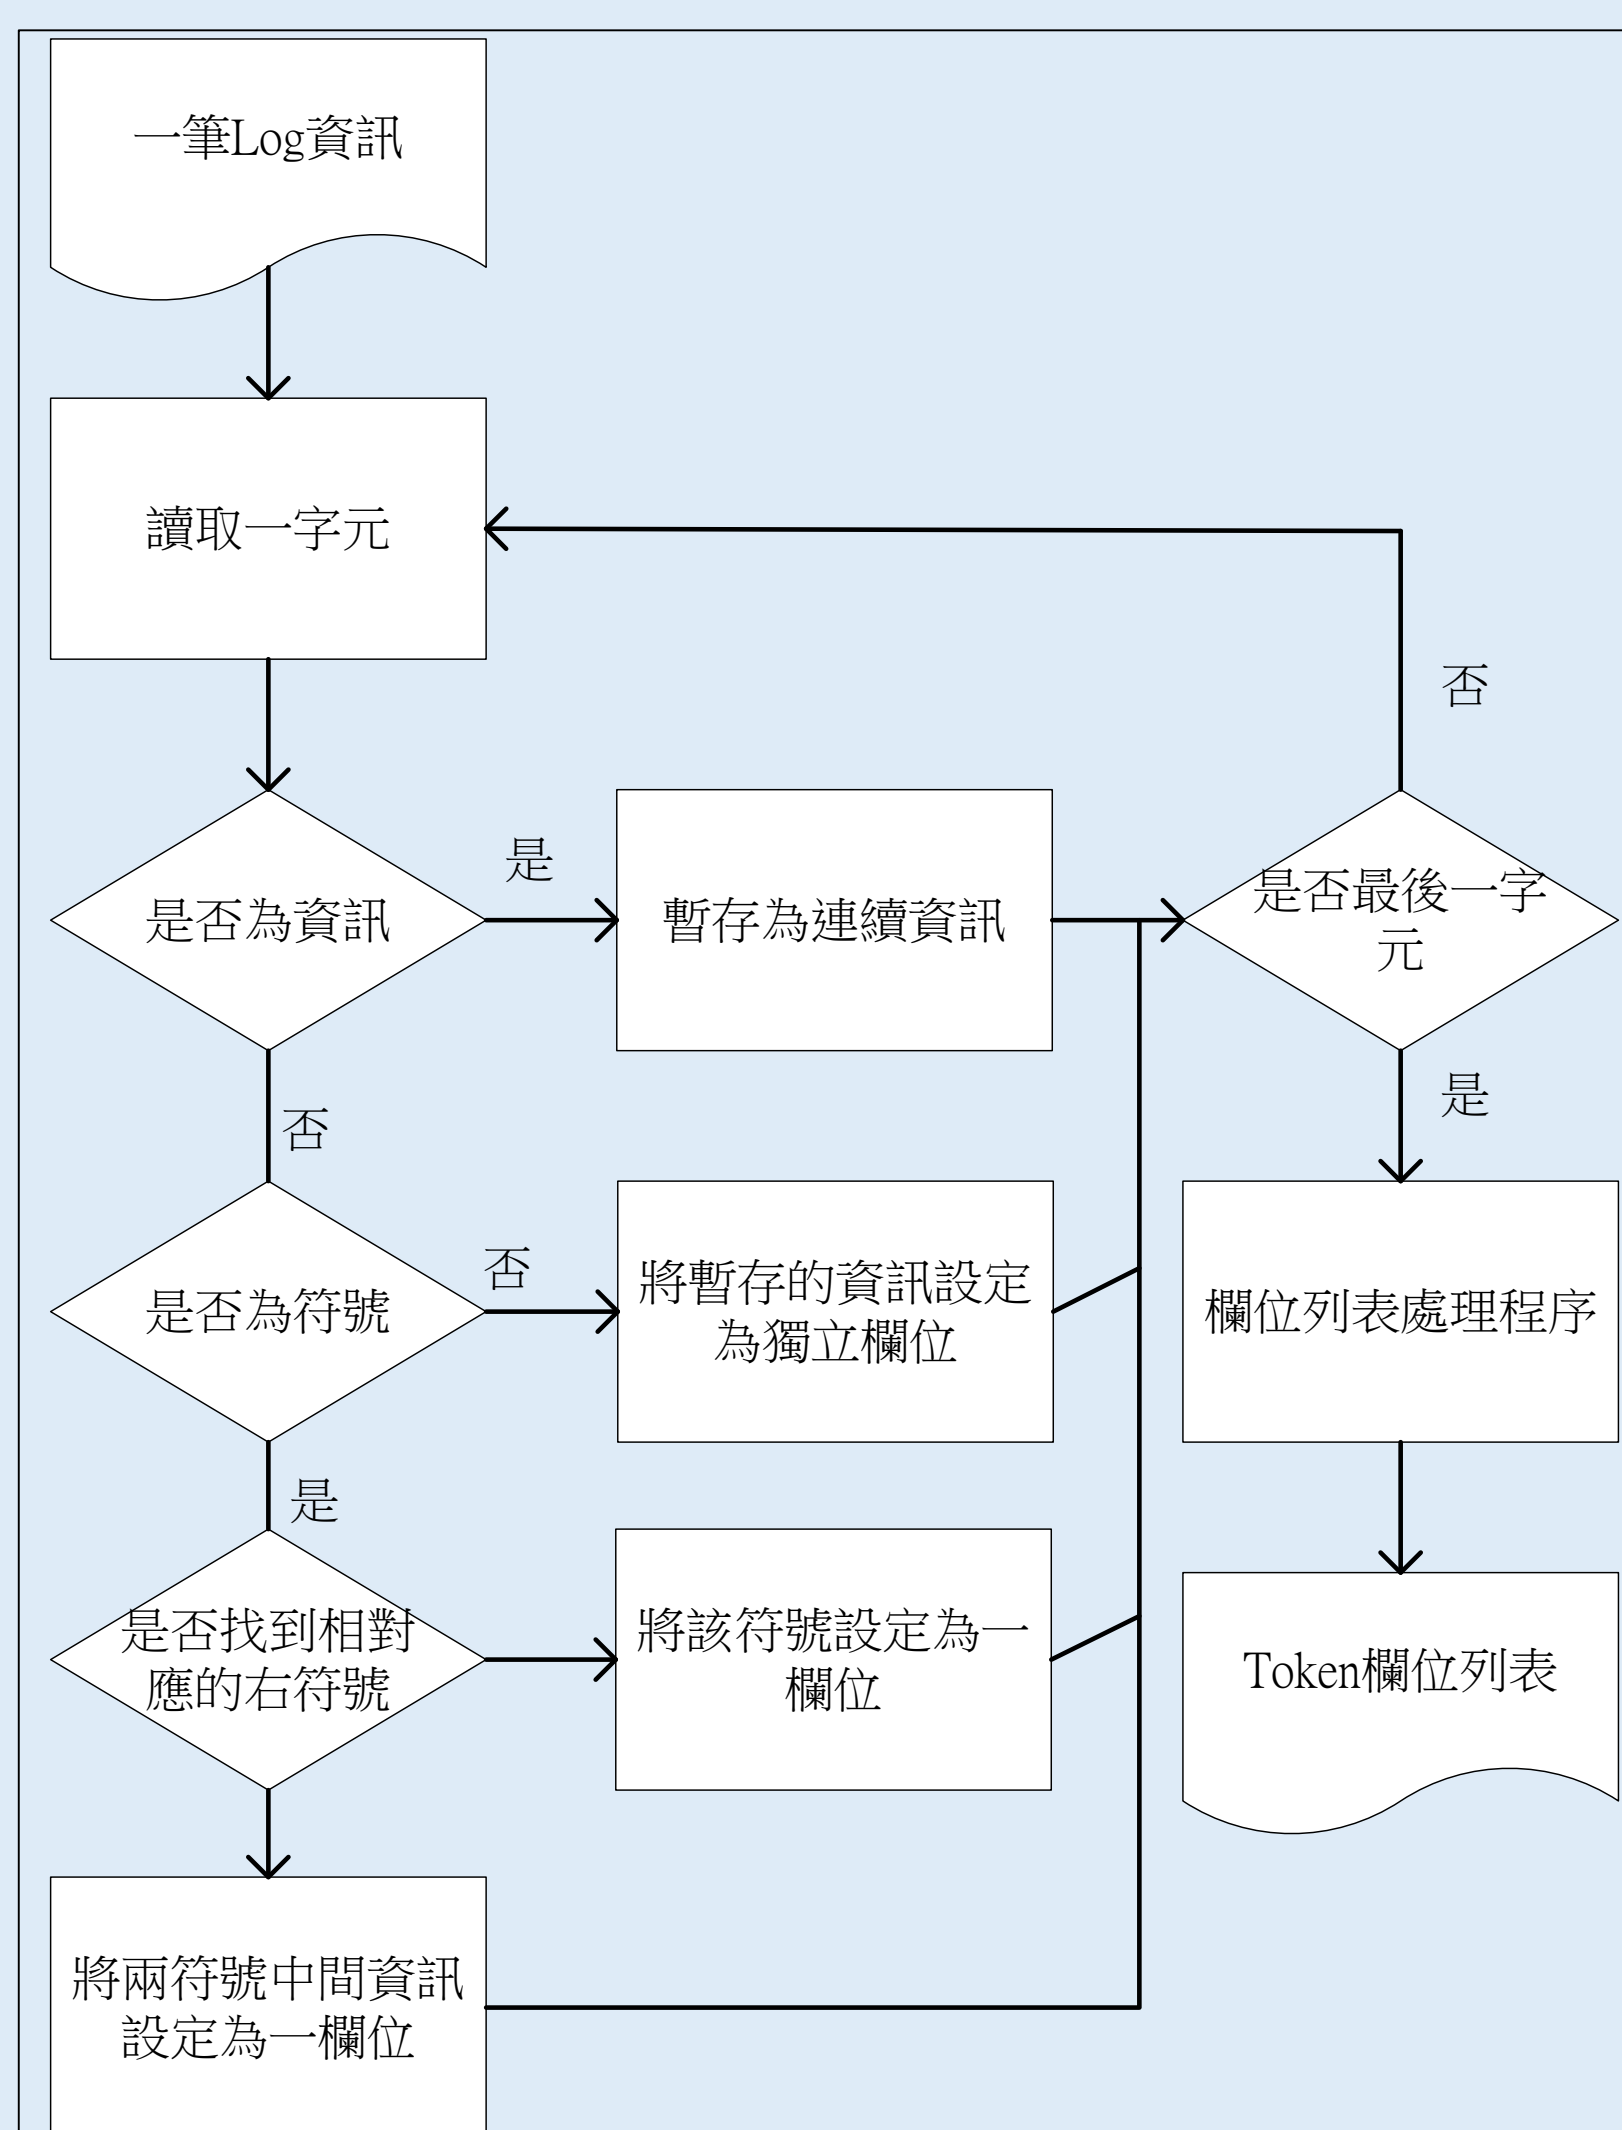 一筆Log資訊
讀取一字元
否
是
是否為資訊
暫存為連續資訊
是否最後一字
元
否
是
是否為符號
否
將暫存的資訊設定
為獨立欄位
欄位列表處理程序
是
是否找到相對
應的右符號
將該符號設定為一
欄位
Token欄位列表
將兩符號中間資訊
設定為一欄位